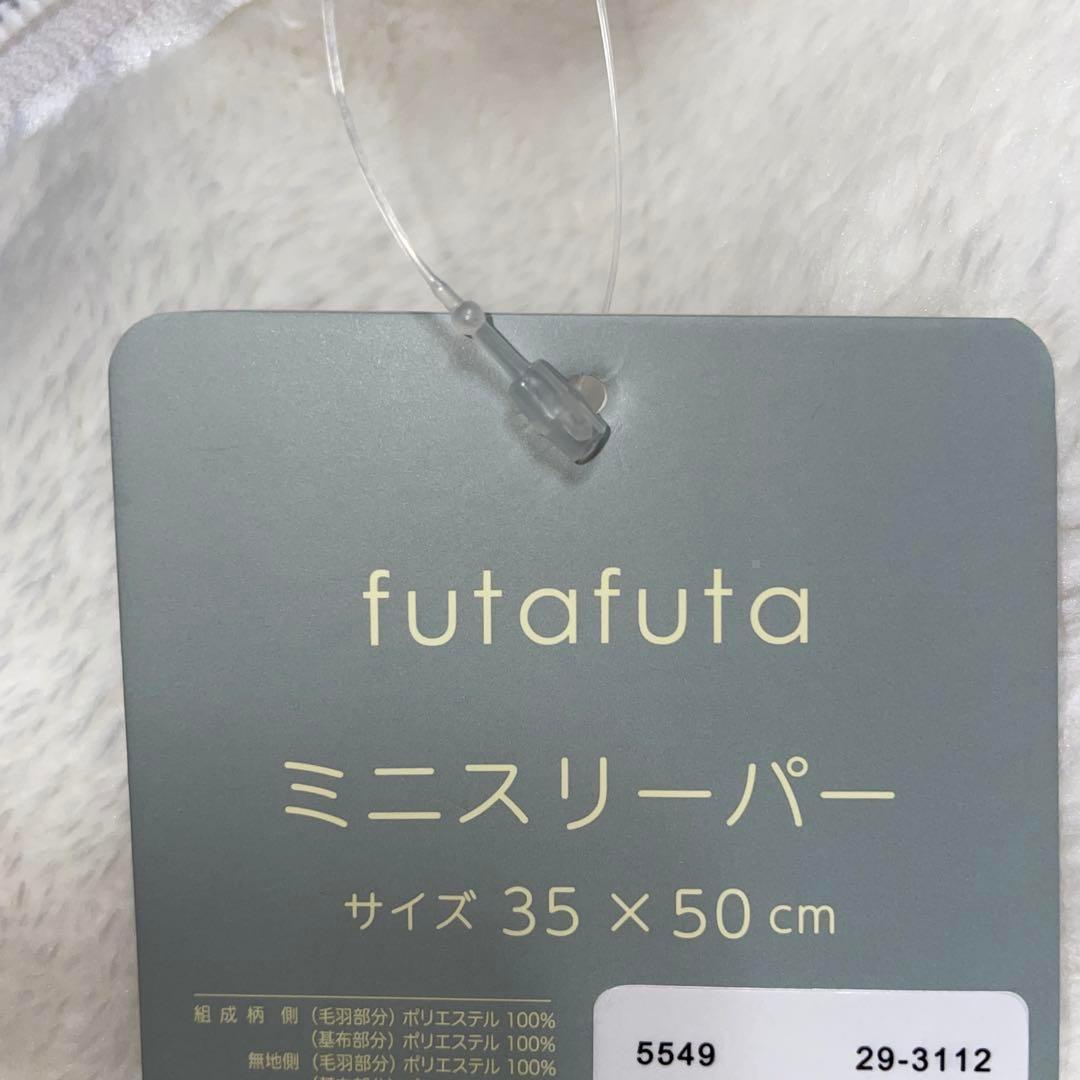 futafuta
ミニスリーパー
サイズ 35 × 50 cm
組成柄 側 (毛羽部分) ポリエステル 100%
(基布部分) ポリエステル 100%
無地側 (毛羽部分) ポリエステル 100%
5549 29-3112